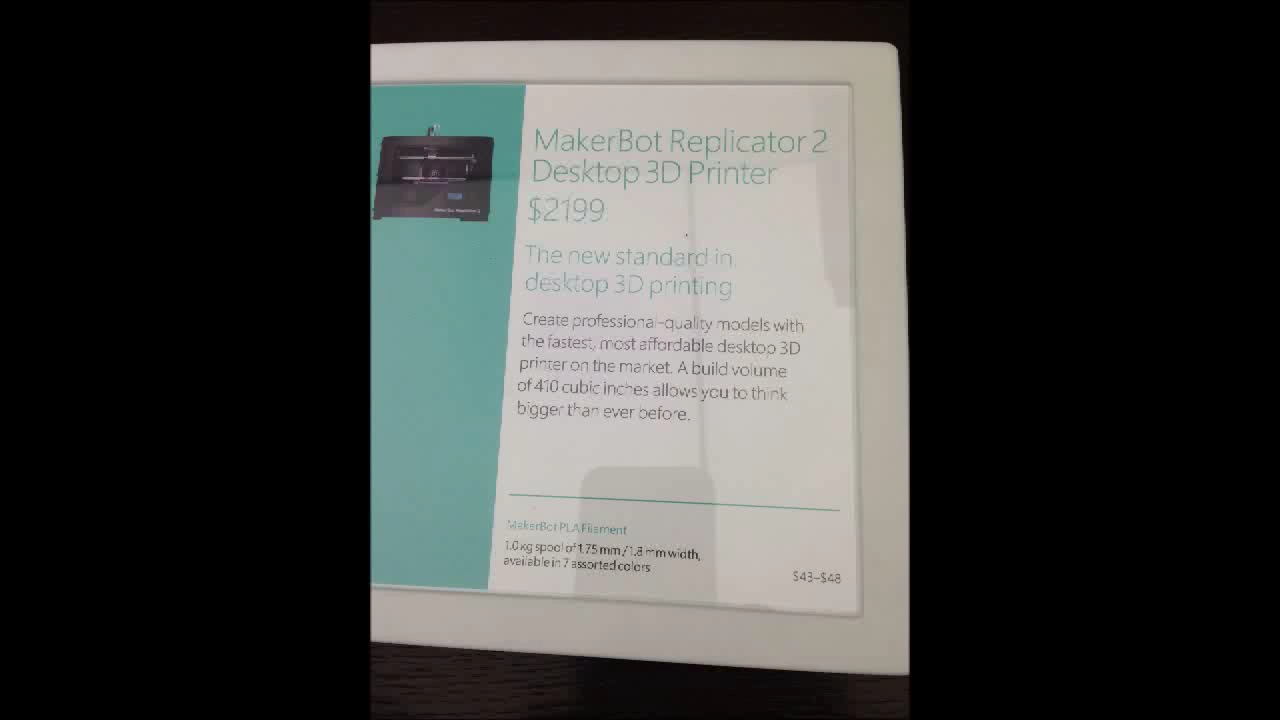 MakerBot Replicator 2
Desktop 3D Printer
$2199
The new standard in
desktop 3D printing
Create professional-quality models with
the fastest, most affordable desktop 3D
printer on the market. A build volume
of 410 cubic inches allows you to think
bigger than ever before.
MakerBot PLA Filament
1.0 kg spool of 1.75 mm / 1.8 mm width,
available in 7 assorted colors
$43–$48
MakerBot Replicator 2